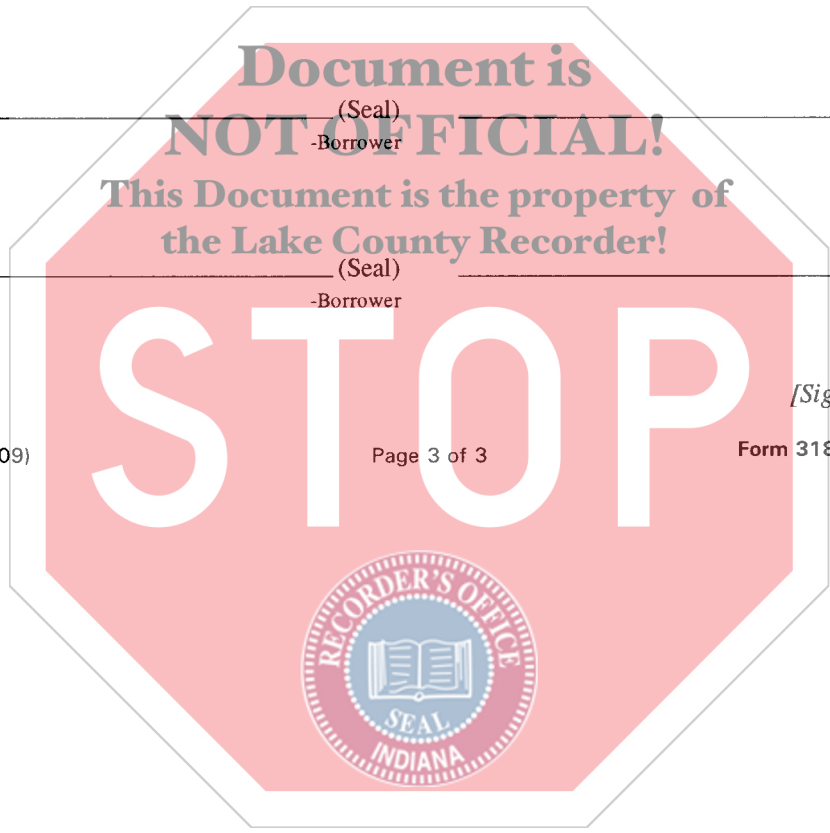 Document is
(Seal)
NOT OFFICIAL!
-Borrower
This Document is the property of
the Lake County Recorder!
(Seal)
-Borrower
STOP
[Sig
09)
Page 3 of 3
Form 318
RECORDER'S OFFICE
SEAL
INDIANA